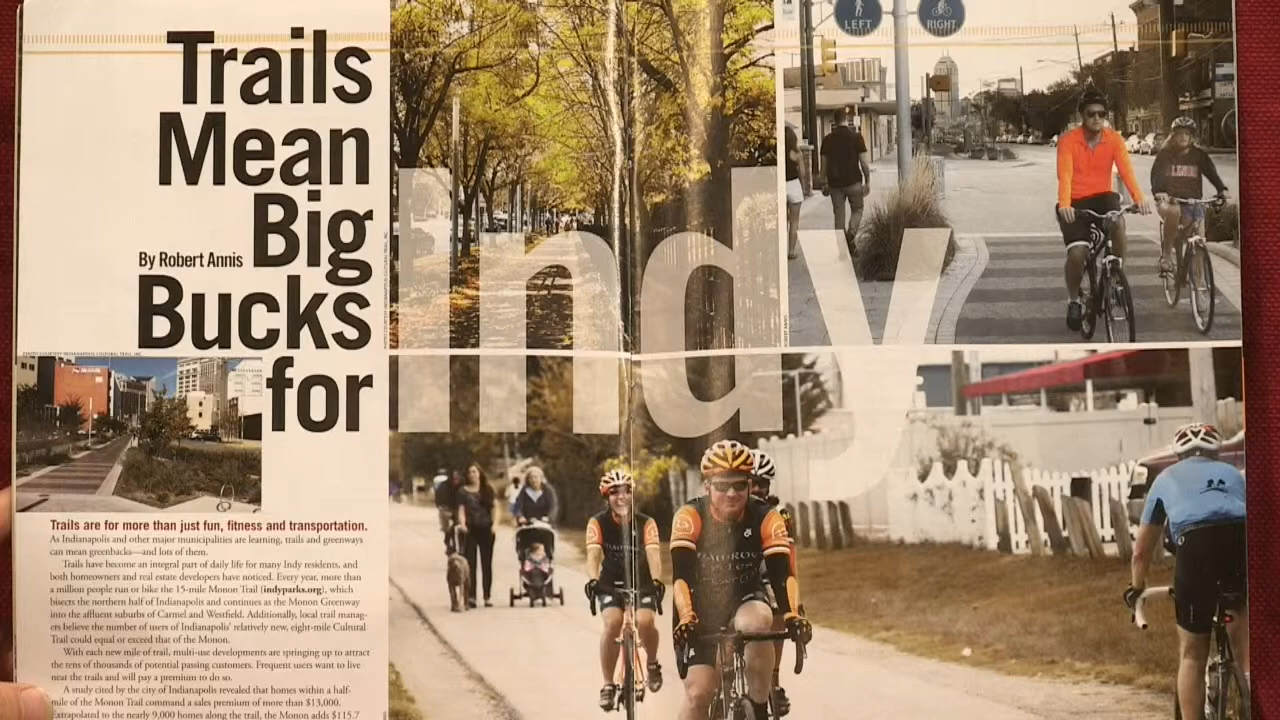 Trails
Mean
Big
By Robert Annis
Bucks
for
Indy
LEFT
RIGHT
PHOTO COURTESY INDIANAPOLIS CULTURAL TRAIL, INC.
Trails are for more than just fun, fitness and transportation.
As Indianapolis and other major municipalities are learning, trails and greenways
can mean greenbacks—and lots of them.
Trails have become an integral part of daily life for many Indy residents, and
both homeowners and real estate developers have noticed. Every year, more than
a million people run or bike the 15-mile Monon Trail (indyparks.org), which
bisects the northern half of Indianapolis and continues at the Monon Greenway
into the affluent suburbs of Carmel and Westfield. Additionally, local trail manag-
ers believe the number of users of Indianapolis' relatively new, eight-mile Cultural
Trail could equal or exceed that of the Monon.
With each new mile of trail, multi-use developments are springing up to attract
the tens of thousands of potential passing customers. Frequent users want to live
near the trails and will pay a premium to do so.
A study cited by the city of Indianapolis revealed that homes within a half-
mile of the Monon Trail command a sales premium of more than $13,000.
Extrapolated to the nearly 9,000 homes along the trail, the Monon adds $115.7